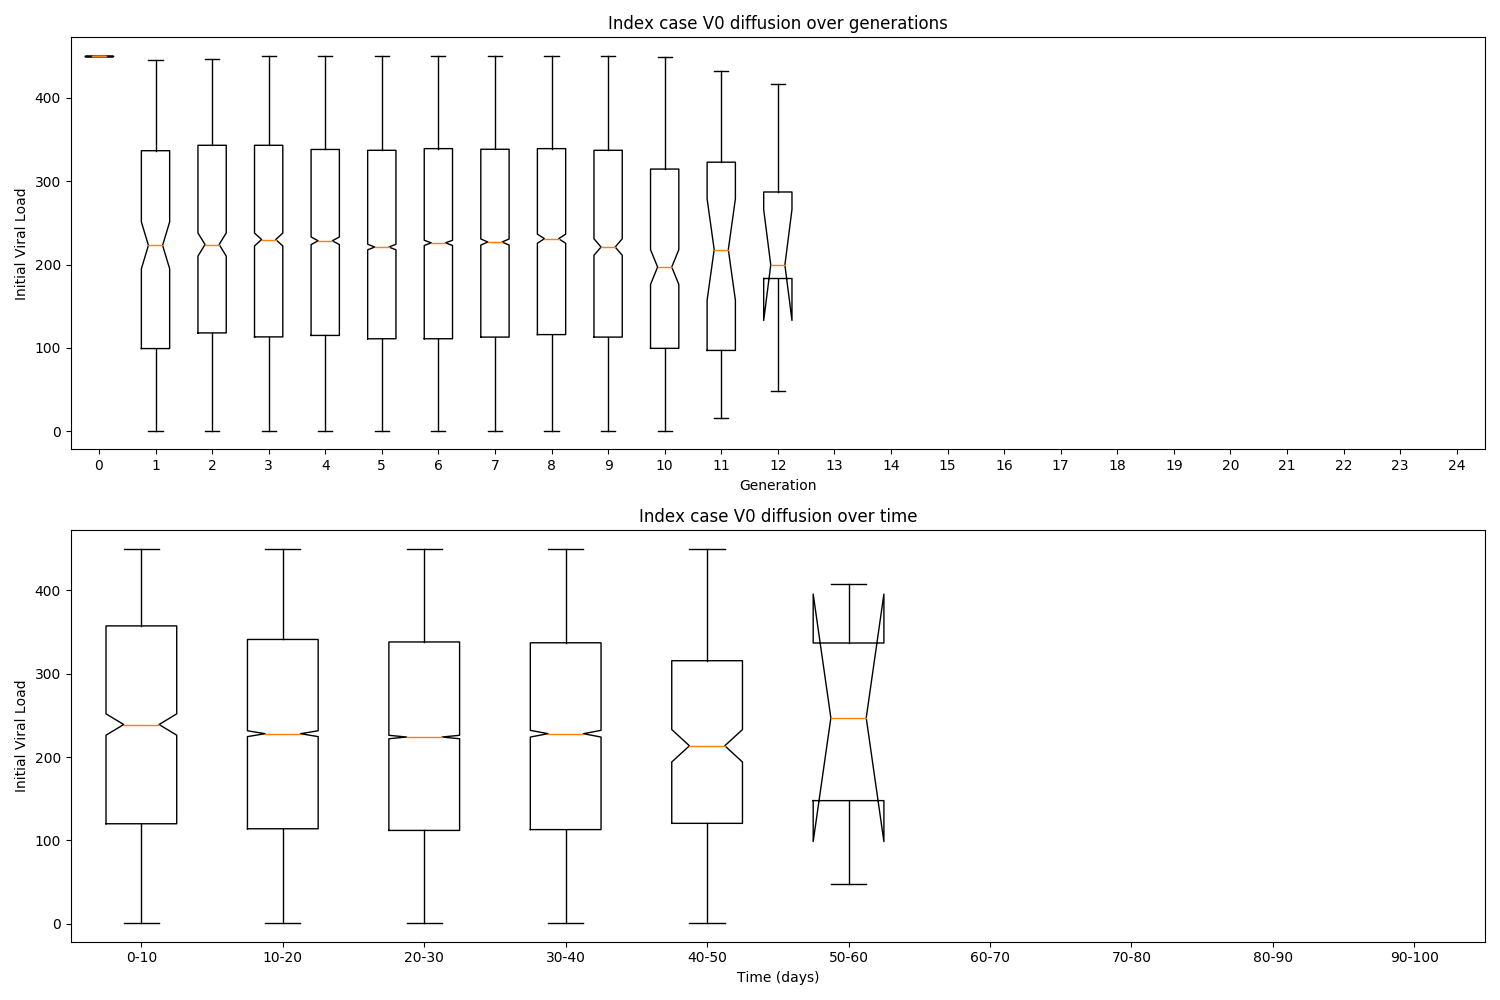 Index case V0 diffusion over generations
Initial Viral Load
400
300
200
100
0
0 1 2 3 4 5 6 7 8 9 10 11 12 13 14 15 16 17 18 19 20 21 22 23 24
Generation
Index case V0 diffusion over time
Initial Viral Load
400
300
200
100
0
0-10 10-20 20-30 30-40 40-50 50-60 60-70 70-80 80-90 90-100
Time (days)